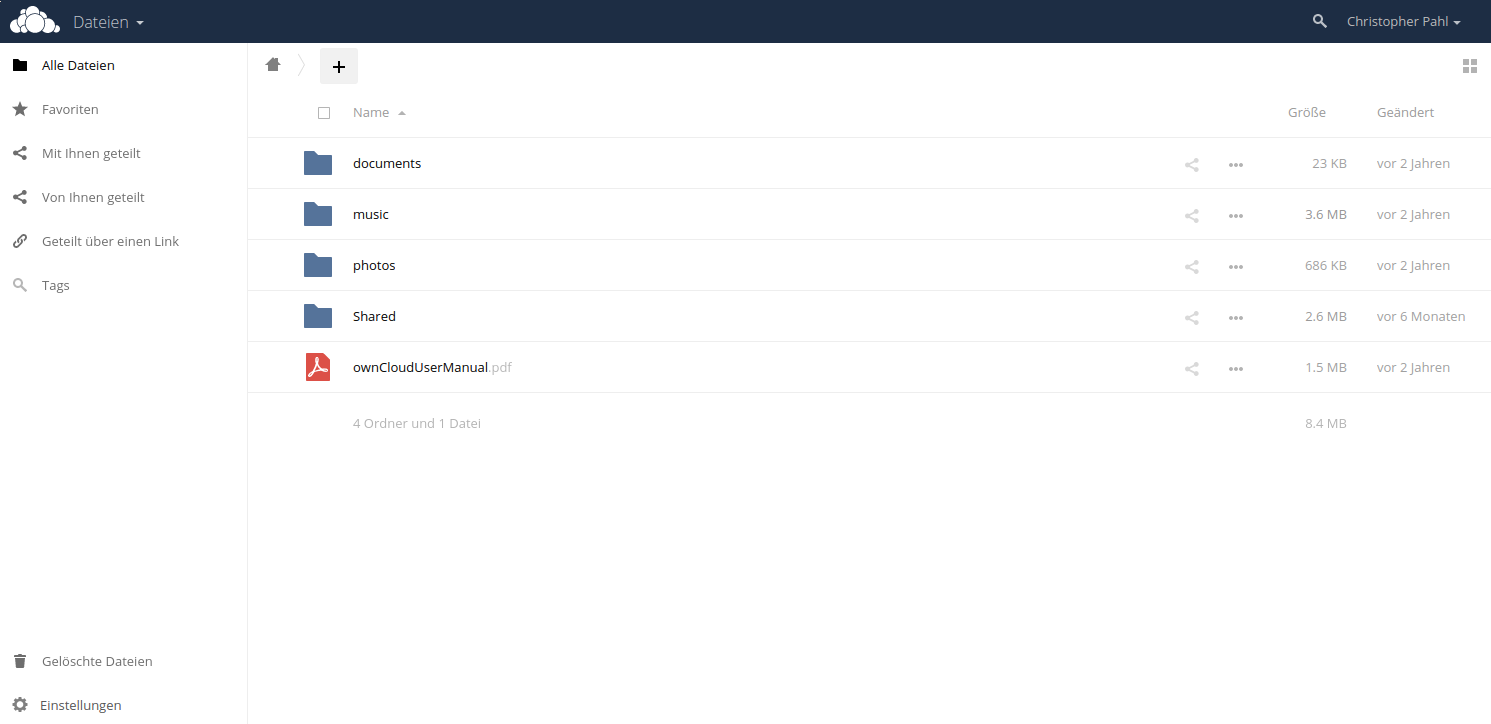 Dateien
Christopher Pahl
Alle Dateien
Favoriten
Mit Ihnen geteilt
Von Ihnen geteilt
Geteilt über einen Link
Tags
Gelöschte Dateien
Einstellungen
Name Größe Geändert
documents 23 KB vor 2 Jahren
music 3.6 MB vor 2 Jahren
photos 686 KB vor 2 Jahren
Shared 2.6 MB vor 6 Monaten
ownCloudUserManual.pdf 1.5 MB vor 2 Jahren
4 Ordner und 1 Datei 8.4 MB